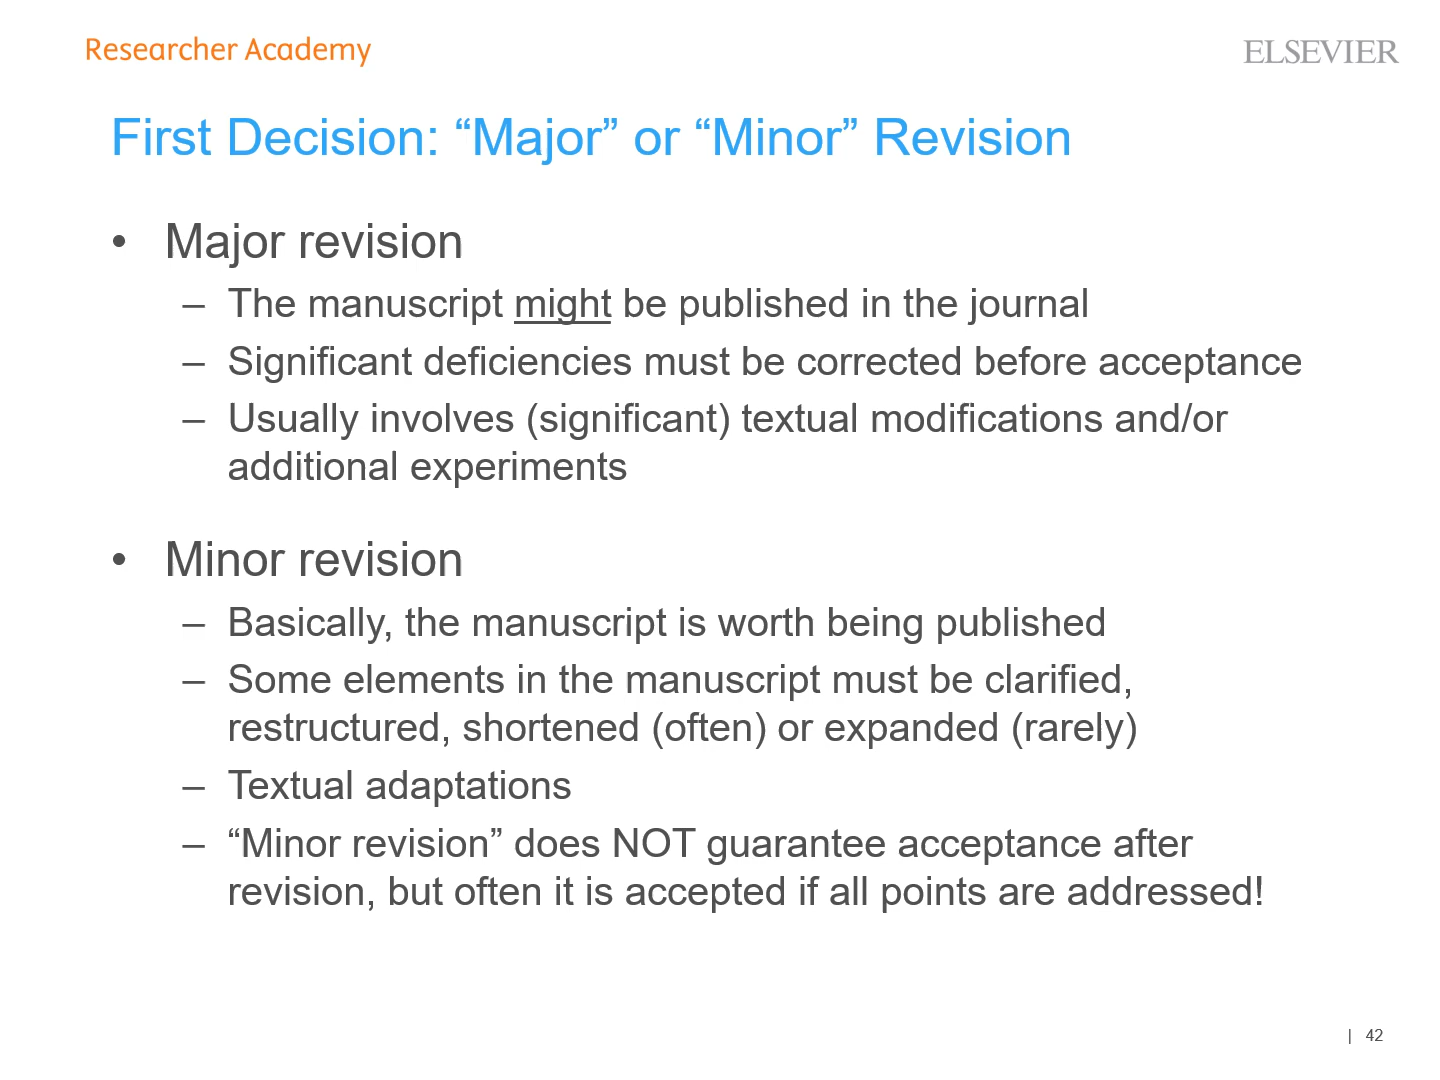 Researcher Academy
ELSEVIER
First Decision: “Major” or “Minor” Revision
• Major revision
– The manuscript might be published in the journal
– Significant deficiencies must be corrected before acceptance
– Usually involves (significant) textual modifications and/or
additional experiments
• Minor revision
– Basically, the manuscript is worth being published
– Some elements in the manuscript must be clarified,
restructured, shortened (often) or expanded (rarely)
– Textual adaptations
– “Minor revision” does NOT guarantee acceptance after
revision, but often it is accepted if all points are addressed!
| 42